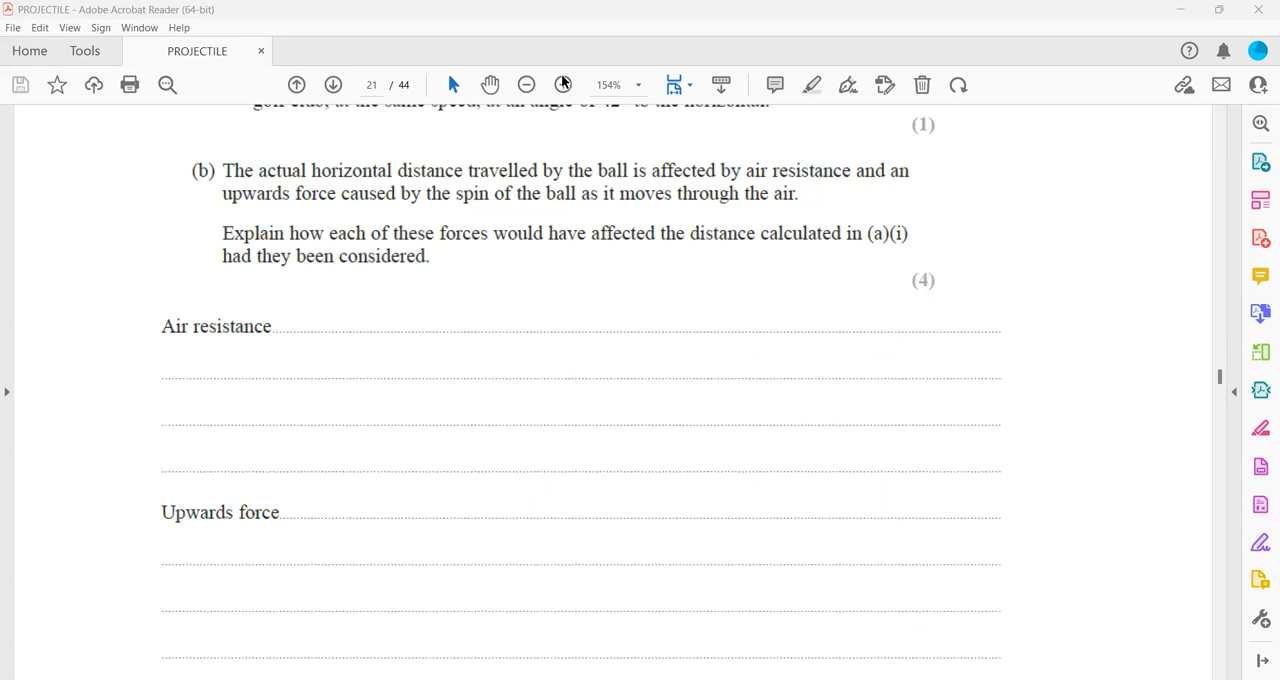 PROJECTILE - Adobe Acrobat Reader (64-bit)
File Edit View Sign Window Help
Home Tools PROJECTILE ×
21 / 44 154%
golf club, at the same speed, at an angle of 42° to the horizontal.
(1)
(b) The actual horizontal distance travelled by the ball is affected by air resistance and an
upwards force caused by the spin of the ball as it moves through the air.
Explain how each of these forces would have affected the distance calculated in (a)(i)
had they been considered.
(4)
Air resistance
Upwards force